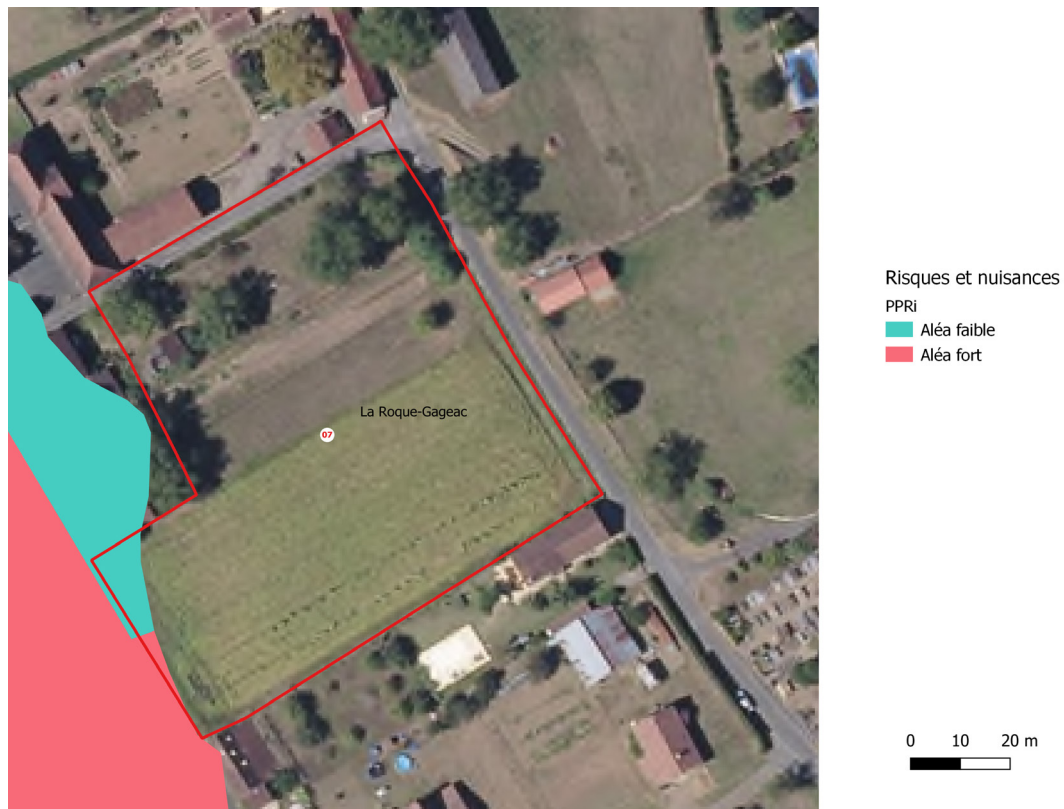 La Roque-Gageac
07
Risques et nuisances
PPRi
Aléa faible
Aléa fort
0 10 20 m